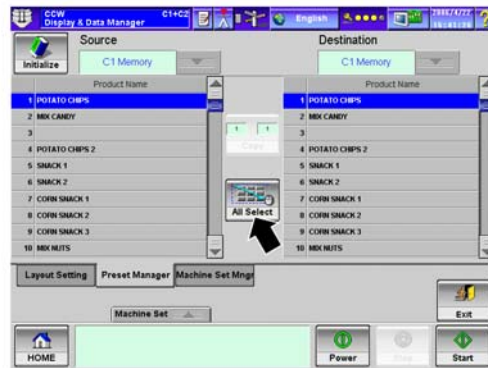 CCW C1+C2
Display & Data Manager
English
Source
Destination
Initialize
C1 Memory
C1 Memory
Product Name
Product Name
1 POTATO CHIPS
1 POTATO CHIPS
2 MIX CANDY
2 MIX CANDY
3
3
1 1
4 POTATO CHIPS 2
Copy
4 POTATO CHIPS 2
5 SNACK 1
5 SNACK 1
6 SNACK 2
6 SNACK 2
7 CORN SNACK 1
7 CORN SNACK 1
All Select
8 CORN SNACK 2
8 CORN SNACK 2
9 CORN SNACK 3
9 CORN SNACK 3
10 MIX NUTS
10 MIX NUTS
Layout Setting
Preset Manager
Machine Set Mngr
Machine Set
Exit
HOME
Power
Stop
Start